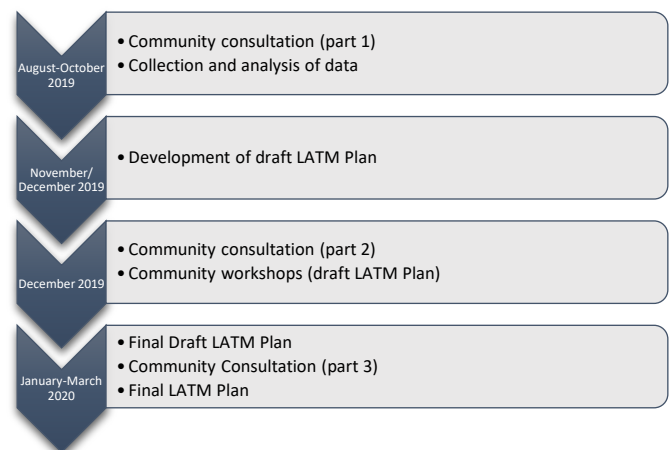 August-October
2019
• Community consultation (part 1)
• Collection and analysis of data
November/
December 2019
• Development of draft LATM Plan
December 2019
• Community consultation (part 2)
• Community workshops (draft LATM Plan)
January-March
2020
• Final Draft LATM Plan
• Community Consultation (part 3)
• Final LATM Plan